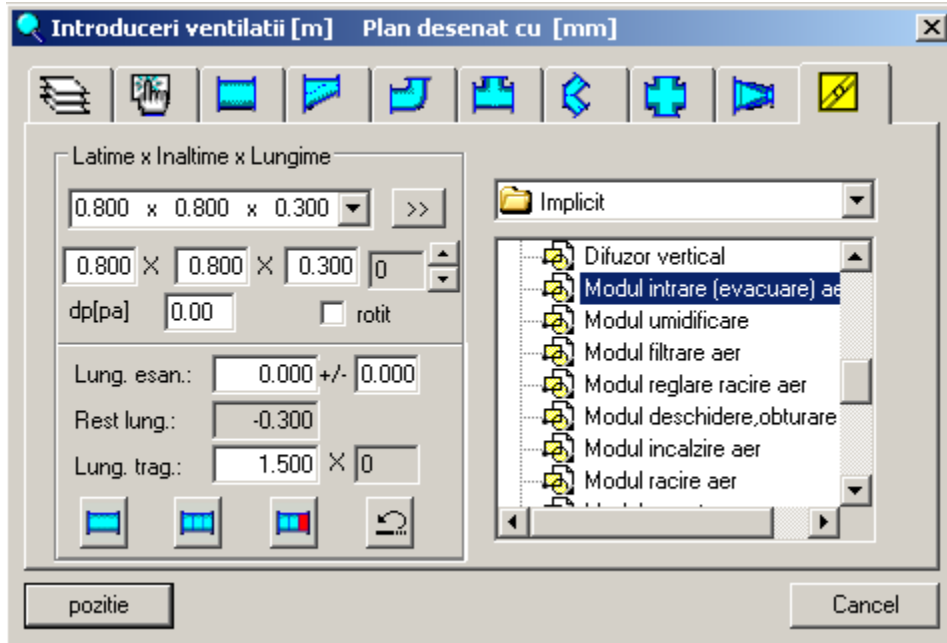 Introduceri ventilatii [m] Plan desenat cu [mm]
Latime x Inaltime x Lungime
0.800 x 0.800 x 0.300
>>
0.800 X 0.800 X 0.300 0
dp[pa] 0.00 rotit
Lung. esan.: 0.000 +/- 0.000
Rest lung.: -0.300
Lung. trag.: 1.500 X 0
Implicit
Difuzor vertical
Modul intrare (evacuare) ae
Modul umidificare
Modul filtrare aer
Modul reglare racire aer
Modul deschidere,obturare
Modul incalzire aer
Modul racire aer
pozitie
Cancel